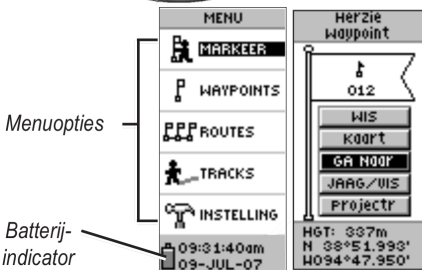 MENU
MARKEER
WAYPOINTS
ROUTES
TRACKS
INSTELLING
09:31:40am
09-JUL-07
Menuopties
Batterij-
indicator
Herzie
Waypoint
012
WIS
Kaart
GA Naar
JAAG/VIS
Projectr
HGT: 337m
N 38°51.993'
W094°47.950'